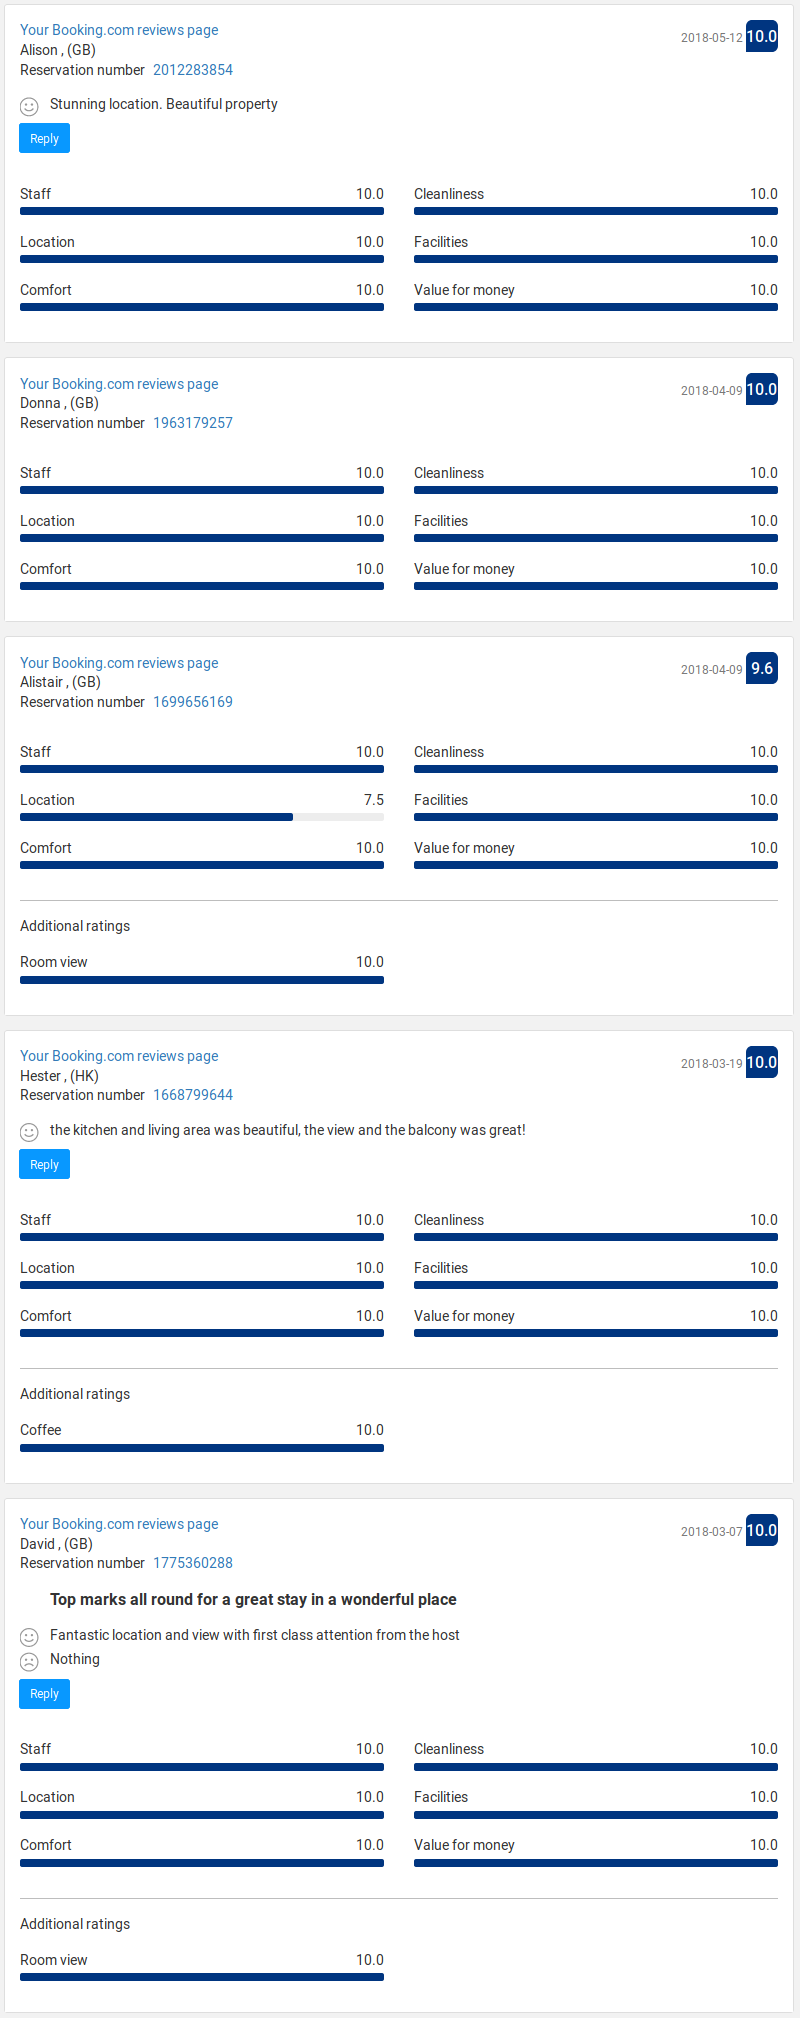 Your Booking.com reviews page
2018-05-12 10.0
Alison , (GB)
Reservation number 2012283854
Stunning location. Beautiful property
Reply
Staff 10.0 Cleanliness 10.0
Location 10.0 Facilities 10.0
Comfort 10.0 Value for money 10.0
Your Booking.com reviews page
2018-04-09 10.0
Donna , (GB)
Reservation number 1963179257
Staff 10.0 Cleanliness 10.0
Location 10.0 Facilities 10.0
Comfort 10.0 Value for money 10.0
Your Booking.com reviews page
2018-04-09 9.6
Alistair , (GB)
Reservation number 1699656169
Staff 10.0 Cleanliness 10.0
Location 7.5 Facilities 10.0
Comfort 10.0 Value for money 10.0
Additional ratings
Room view 10.0
Your Booking.com reviews page
2018-03-19 10.0
Hester , (HK)
Reservation number 1668799644
the kitchen and living area was beautiful, the view and the balcony was great!
Reply
Staff 10.0 Cleanliness 10.0
Location 10.0 Facilities 10.0
Comfort 10.0 Value for money 10.0
Additional ratings
Coffee 10.0
Your Booking.com reviews page
2018-03-07 10.0
David , (GB)
Reservation number 1775360288
Top marks all round for a great stay in a wonderful place
Fantastic location and view with first class attention from the host
Nothing
Reply
Staff 10.0 Cleanliness 10.0
Location 10.0 Facilities 10.0
Comfort 10.0 Value for money 10.0
Additional ratings
Room view 10.0